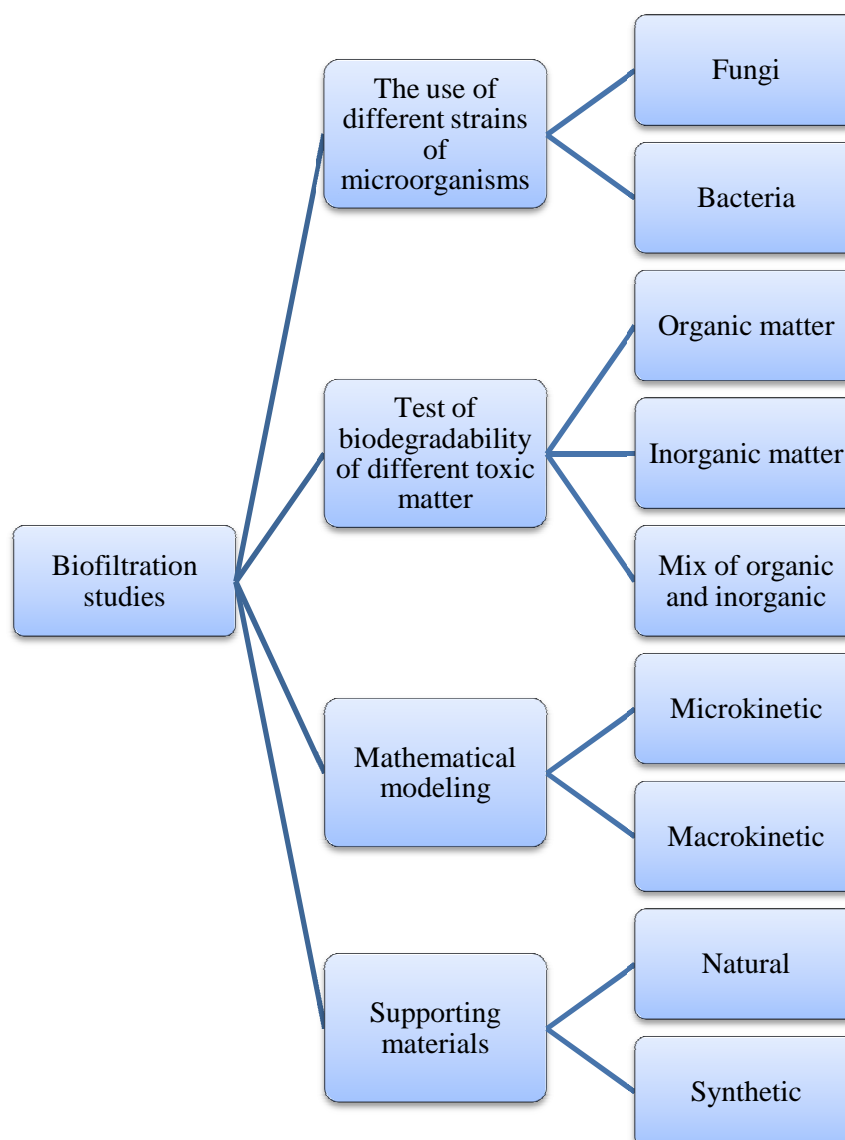 Biofiltration
studies
The use of
different strains
of
microorganisms
Fungi
Bacteria
Test of
biodegradability
of different toxic
matter
Organic matter
Inorganic matter
Mix of organic
and inorganic
Mathematical
modeling
Microkinetic
Macrokinetic
Supporting
materials
Natural
Synthetic